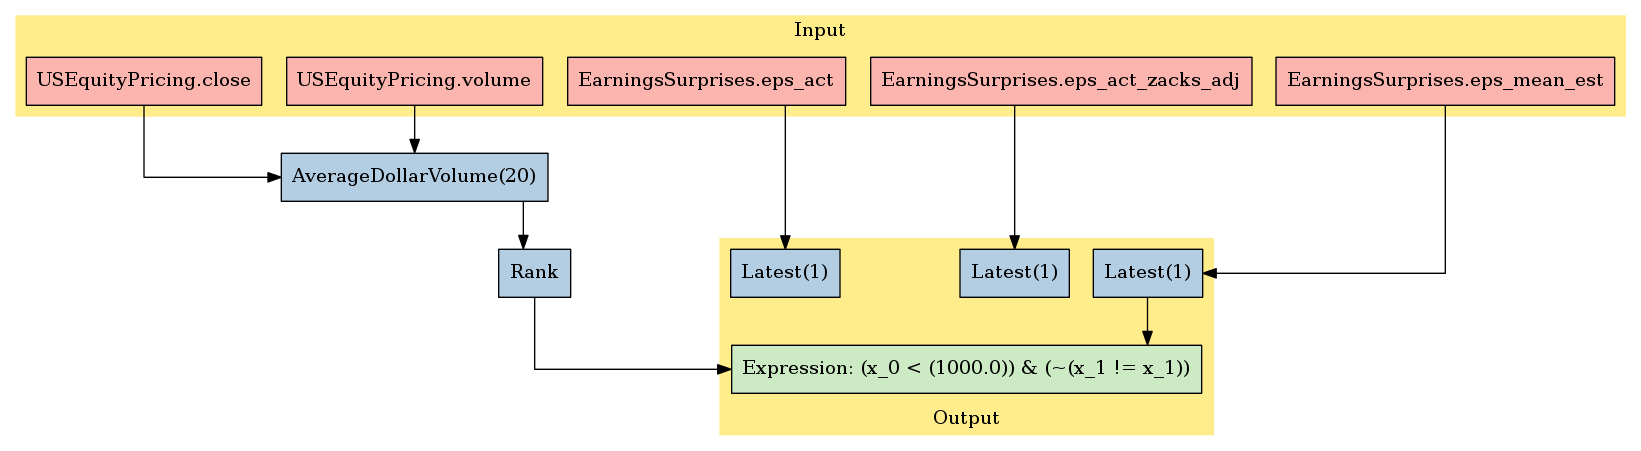 Input
USEquityPricing.close
USEquityPricing.volume
EarningsSurprises.eps_act
EarningsSurprises.eps_act_zacks_adj
EarningsSurprises.eps_mean_est
AverageDollarVolume(20)
Rank
Latest(1)
Latest(1)
Latest(1)
Expression: (x_0 < (1000.0)) & (~(x_1 != x_1))
Output